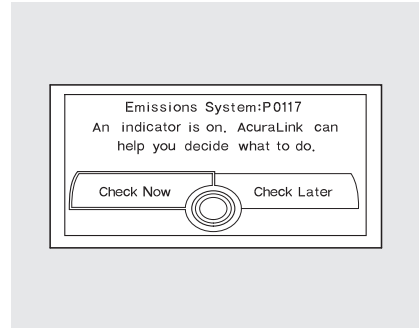 Emissions System:P0117
An indicator is on. AcuraLink can
help you decide what to do.
Check Now
Check Later